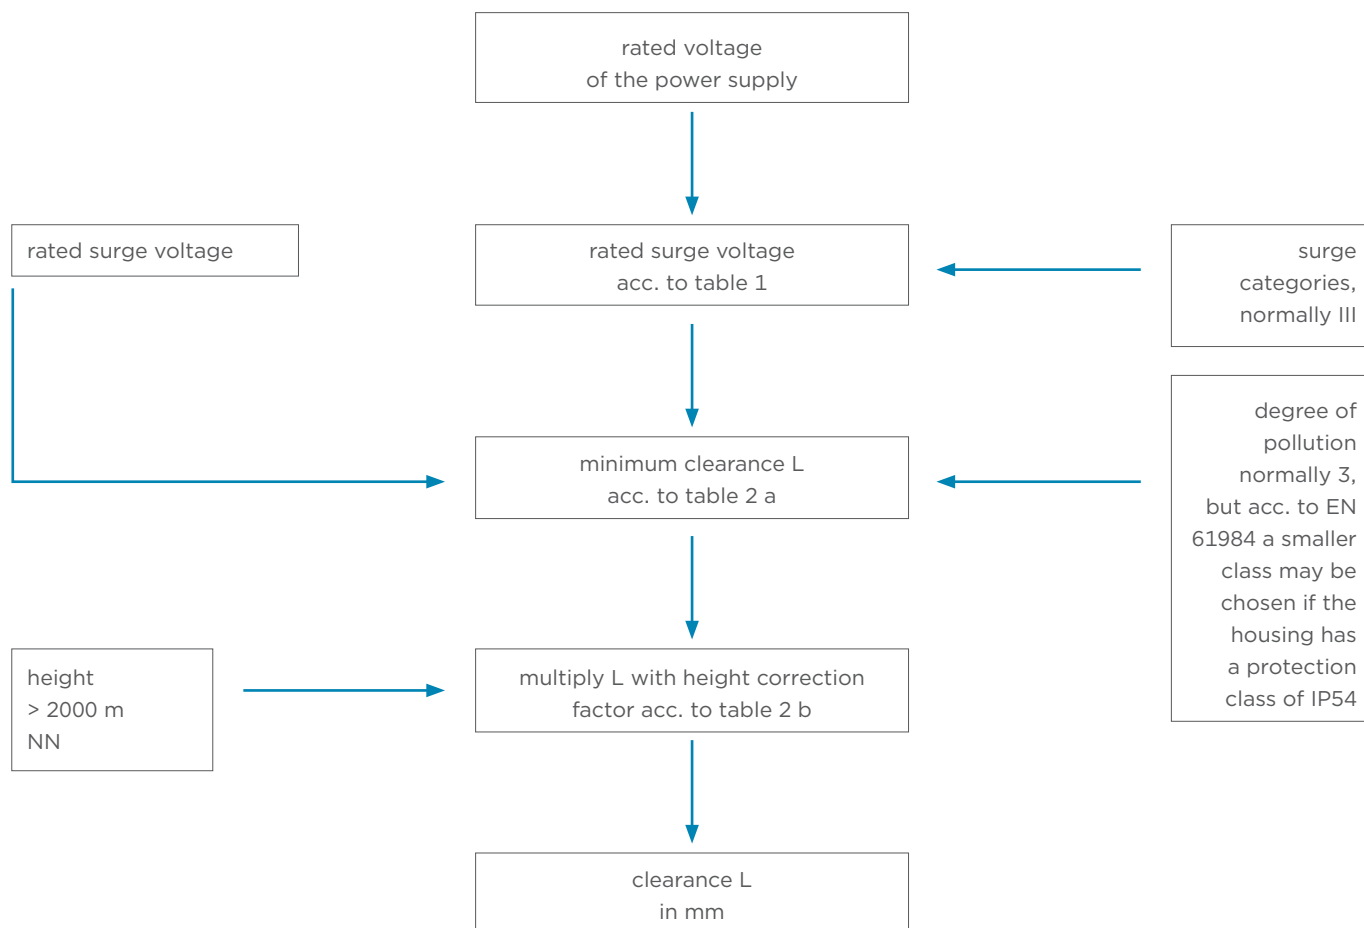 rated voltage
of the power supply
rated surge voltage
rated surge voltage
acc. to table 1
surge
categories,
normally III
minimum clearance L
acc. to table 2 a
degree of
pollution
normally 3,
but acc. to EN
61984 a smaller
class may be
chosen if the
housing has
a protection
class of IP54
height
> 2000 m
NN
multiply L with height correction
factor acc. to table 2 b
clearance L
in mm